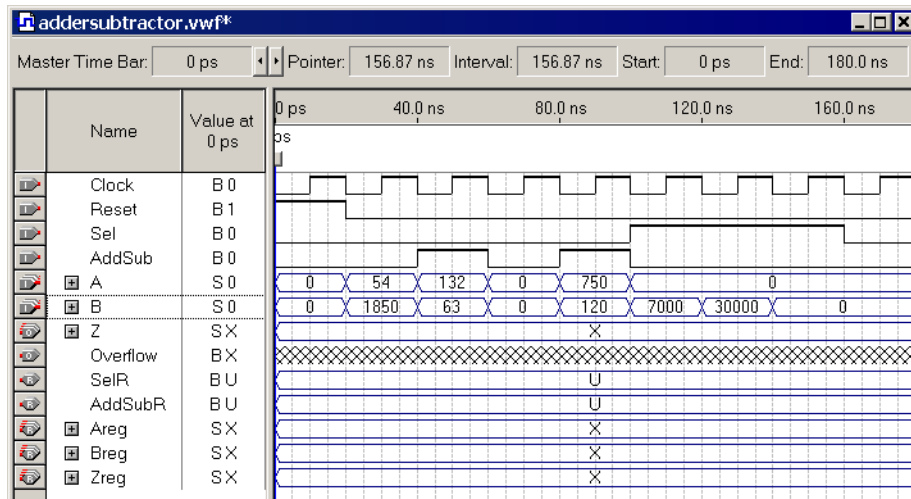 addersubtractor.vwf*
Master Time Bar: 0 ps Pointer: 156.87 ns Interval: 156.87 ns Start: 0 ps End: 180.0 ns
Name Value at 0 ps 0 ps 40.0 ns 80.0 ns 120.0 ns 160.0 ns
ps
Clock B 0
Reset B 1
Sel B 0
AddSub B 0
A S 0 0 54 132 0 750 0
B S 0 0 1850 63 0 120 7000 30000 0
Z S X X
Overflow B X
SelR B U U
AddSubR B U U
Areg S X X
Breg S X X
Zreg S X X